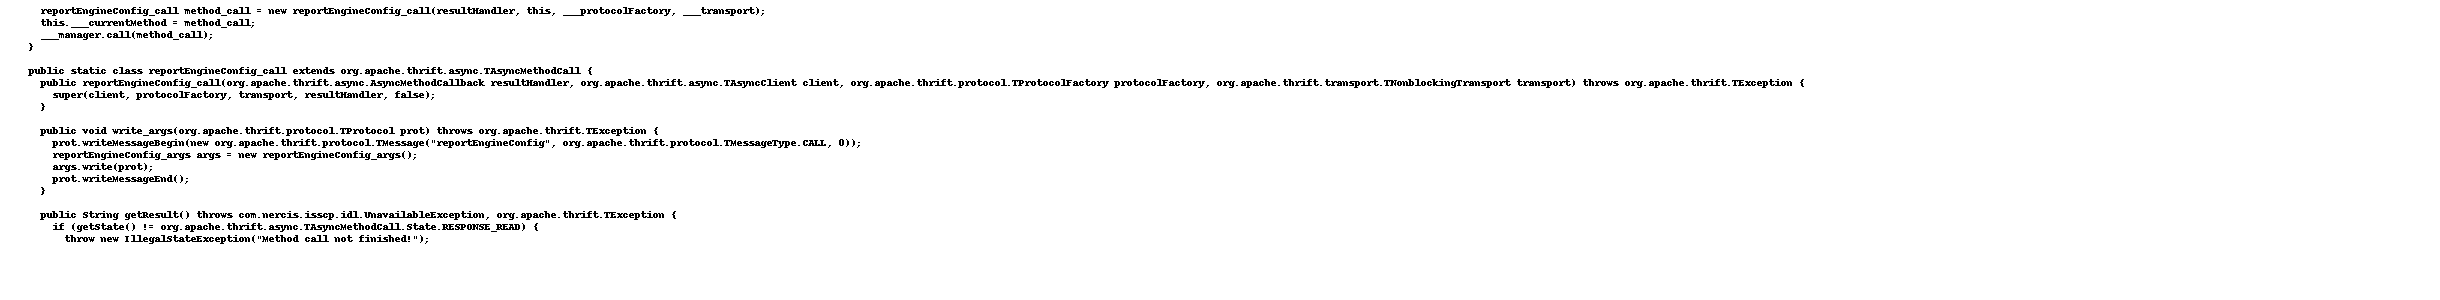 reportEngineConfig_call method_call = new reportEngineConfig_call(resultHandler, this, ___protocolFactory, ___transport);
this.___currentMethod = method_call;
___manager.call(method_call);
}
public static class reportEngineConfig_call extends org.apache.thrift.async.TAsyncMethodCall {
public reportEngineConfig_call(org.apache.thrift.async.AsyncMethodCallback resultHandler, org.apache.thrift.async.TAsyncClient client, org.apache.thrift.protocol.TProtocolFactory protocolFactory, org.apache.thrift.transport.TNonblockingTransport transport) throws org.apache.thrift.TException {
super(client, protocolFactory, transport, resultHandler, false);
}
public void write_args(org.apache.thrift.protocol.TProtocol prot) throws org.apache.thrift.TException {
prot.writeMessageBegin(new org.apache.thrift.protocol.TMessage("reportEngineConfig", org.apache.thrift.protocol.TMessageType.CALL, 0));
reportEngineConfig_args args = new reportEngineConfig_args();
args.write(prot);
prot.writeMessageEnd();
}
public String getResult() throws com.nercis.isscp.idl.UnavailableException, org.apache.thrift.TException {
if (getState() != org.apache.thrift.async.TAsyncMethodCall.State.RESPONSE_READ) {
throw new IllegalStateException("Method call not finished!");